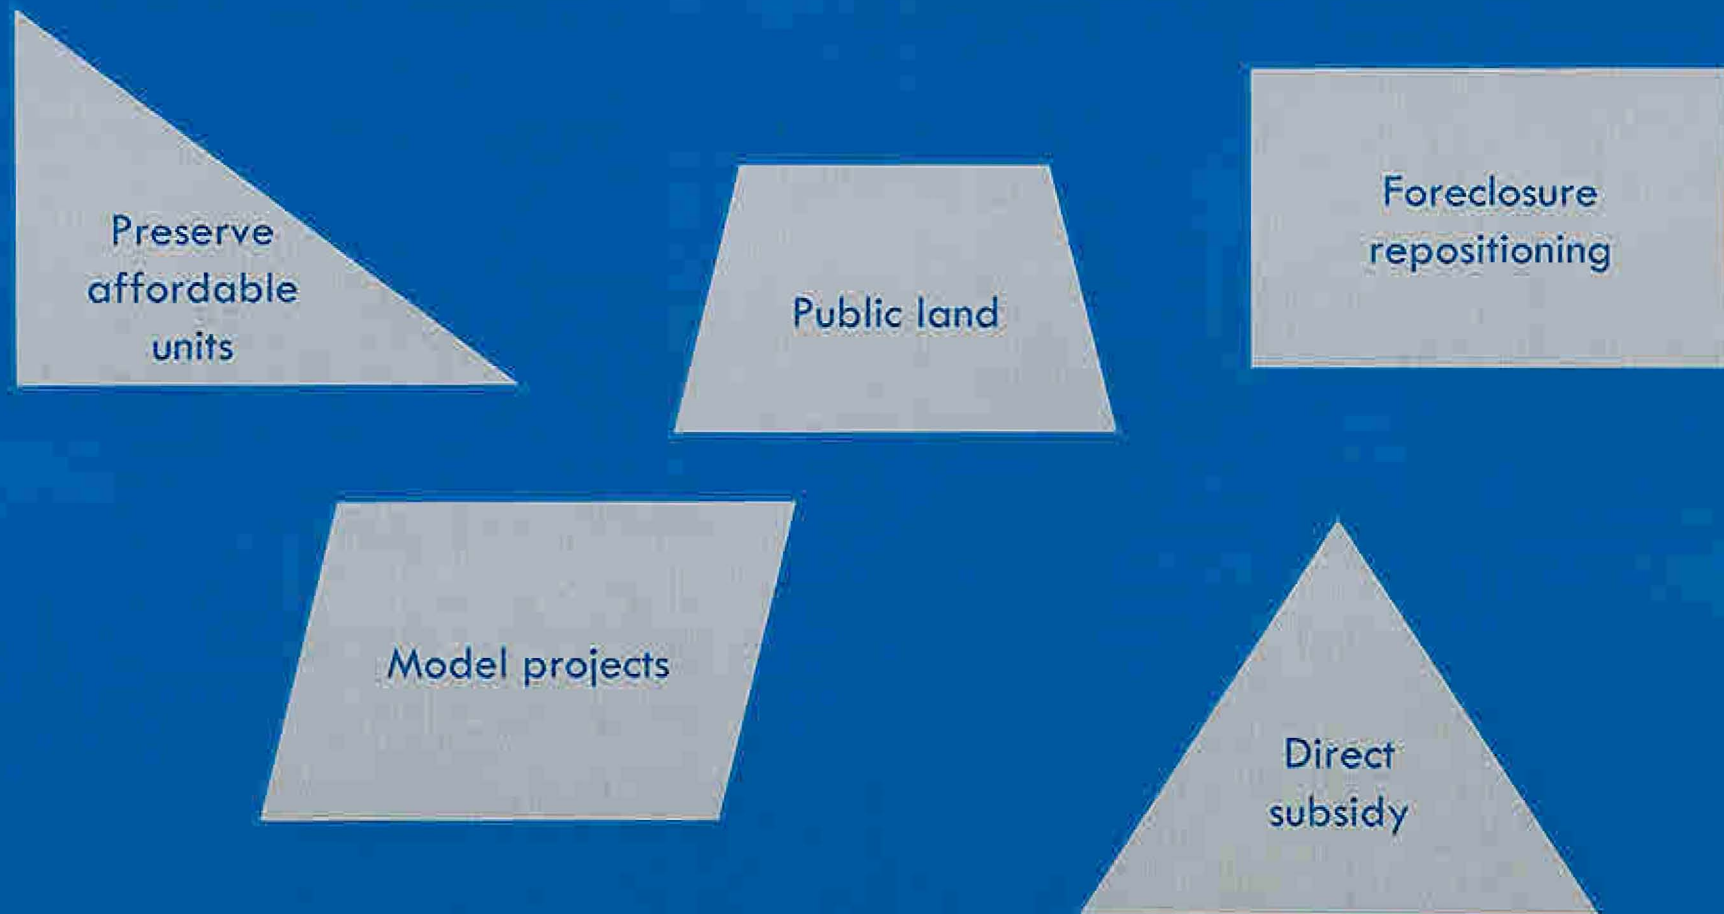 Preserve
affordable
units
Public land
Foreclosure
repositioning
Model projects
Direct
subsidy